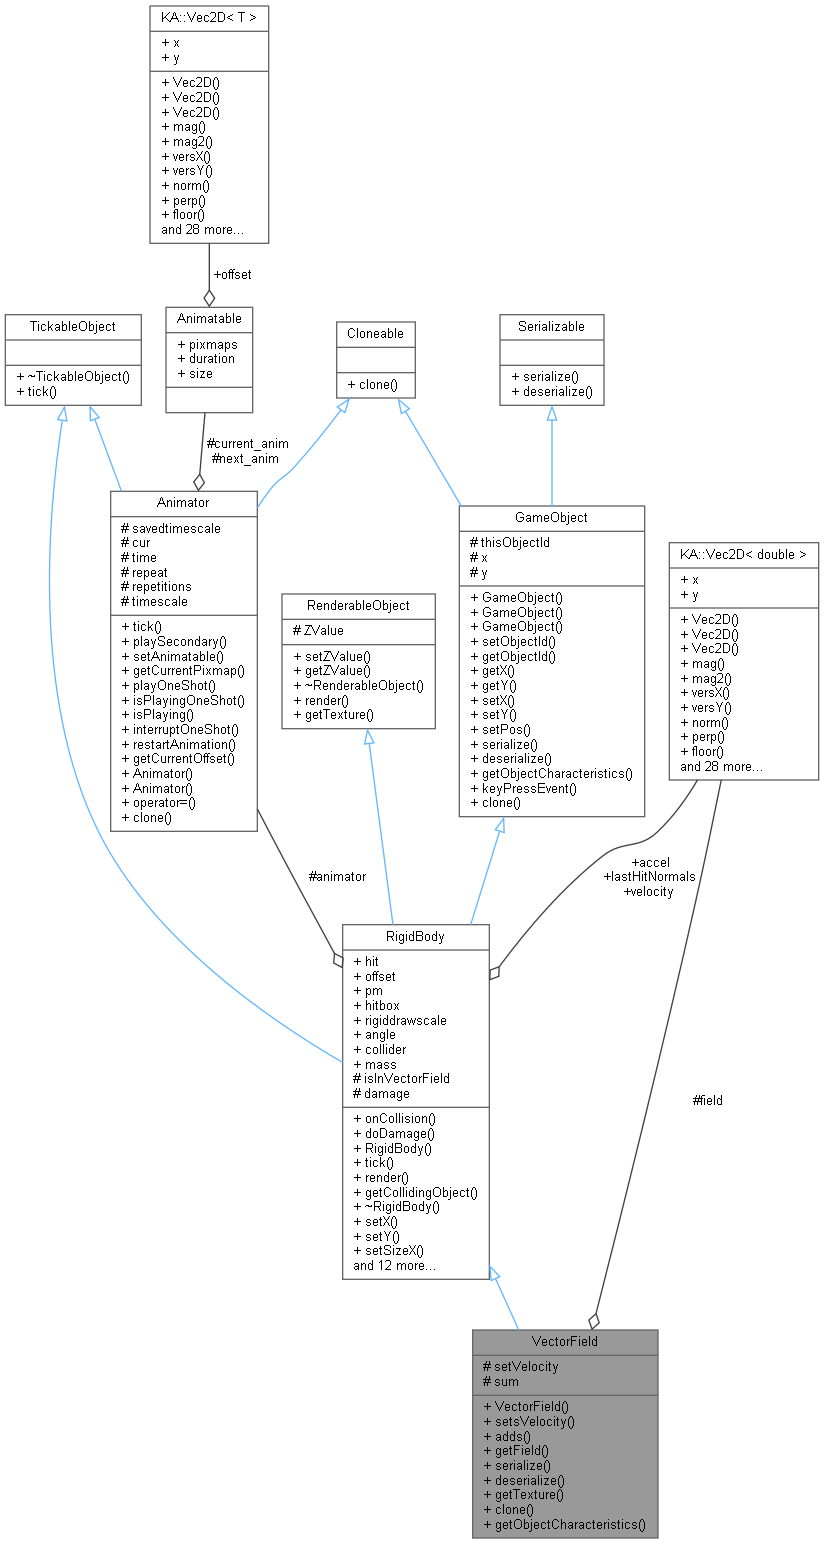 KA::Vec2D< T >
+ x
+ y
+ Vec2D()
+ Vec2D()
+ Vec2D()
+ mag()
+ mag2()
+ versX()
+ versY()
+ norm()
+ perp()
+ floor()
and 28 more...
+offset
TickableObject
+ ~TickableObject()
+ tick()
Animatable
+ pixmaps
+ duration
+ size
Cloneable
+ clone()
Serializable
+ serialize()
+ deserialize()
#current_anim
#next_anim
Animator
# savedtimescale
# cur
# time
# repeat
# repetitions
# timescale
+ tick()
+ playSecondary()
+ setAnimatable()
+ getCurrentPixmap()
+ playOneShot()
+ isPlayingOneShot()
+ isPlaying()
+ interruptOneShot()
+ restartAnimation()
+ getCurrentOffset()
+ Animator()
+ Animator()
+ operator=()
+ clone()
RenderableObject
# ZValue
+ setZValue()
+ getZValue()
+ ~RenderableObject()
+ render()
+ getTexture()
GameObject
# thisObjectId
# x
# y
+ GameObject()
+ GameObject()
+ GameObject()
+ setObjectId()
+ getObjectId()
+ getX()
+ getY()
+ setX()
+ setY()
+ setPos()
+ serialize()
+ deserialize()
+ getObjectCharacteristics()
+ keyPressEvent()
+ clone()
KA::Vec2D< double >
+ x
+ y
+ Vec2D()
+ Vec2D()
+ Vec2D()
+ mag()
+ mag2()
+ versX()
+ versY()
+ norm()
+ perp()
+ floor()
and 28 more...
#animator
+accel
+lastHitNormals
+velocity
RigidBody
+ hit
+ offset
+ pm
+ hitbox
+ rigiddrawscale
+ angle
+ collider
+ mass
# isInVectorField
# damage
+ onCollision()
+ doDamage()
+ RigidBody()
+ tick()
+ render()
+ getCollidingObject()
+ ~RigidBody()
+ setX()
+ setY()
+ setSizeX()
and 12 more...
#field
VectorField
# setVelocity
# sum
+ VectorField()
+ setsVelocity()
+ adds()
+ getField()
+ serialize()
+ deserialize()
+ getTexture()
+ clone()
+ getObjectCharacteristics()